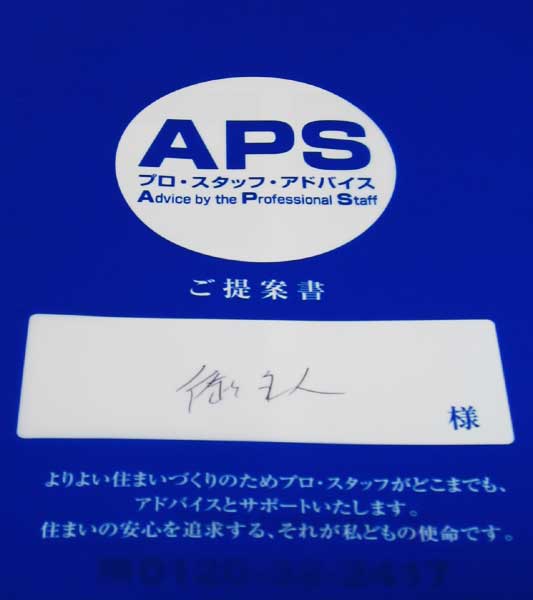 APS
プロ・スタッフ・アドバイス
Advice by the Professional Staff
ご提案書
主人
様
よりよい住まいづくりのためプロ・スタッフがどこまでも、
アドバイスとサポートいたします。
住まいの安心を追求する、それが私どもの使命です。